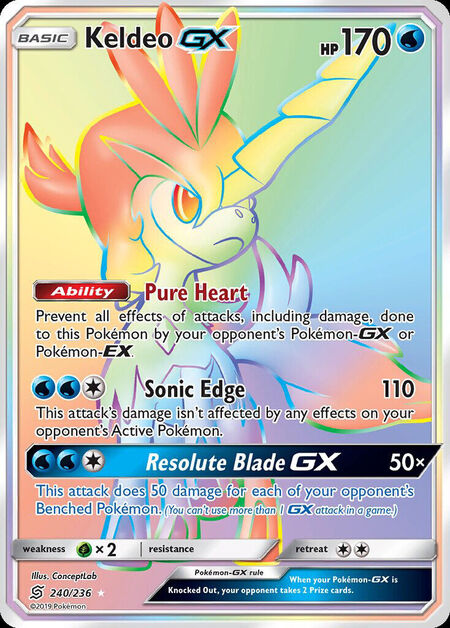 BASIC Keldeo GX HP 170
Ability Pure Heart
Prevent all effects of attacks, including damage, done
to this Pokémon by your opponent's Pokémon-GX or
Pokémon-EX.
Sonic Edge 110
This attack's damage isn't affected by any effects on your
opponent's Active Pokémon.
Resolute Blade GX 50×
This attack does 50 damage for each of your opponent's
Benched Pokémon. (You can't use more than 1 GX attack in a game.)
weakness × 2 resistance retreat
Illus. ConceptLab
240/236
©2019 Pokémon
Pokémon-GX rule
When your Pokémon-GX is
Knocked Out, your opponent takes 2 Prize cards.